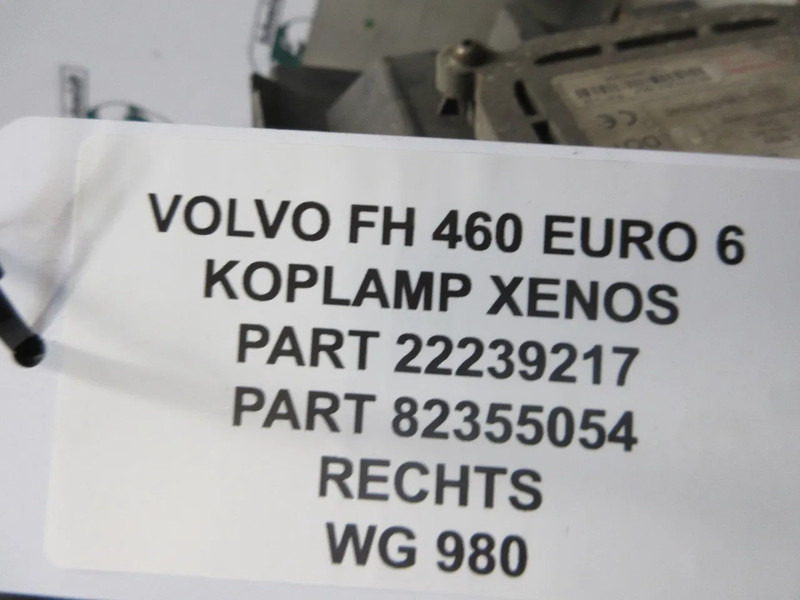 VOLVO FH 460 EURO 6
KOPLAMP XENOS
PART 22239217
PART 82355054
RECHTS
WG 980